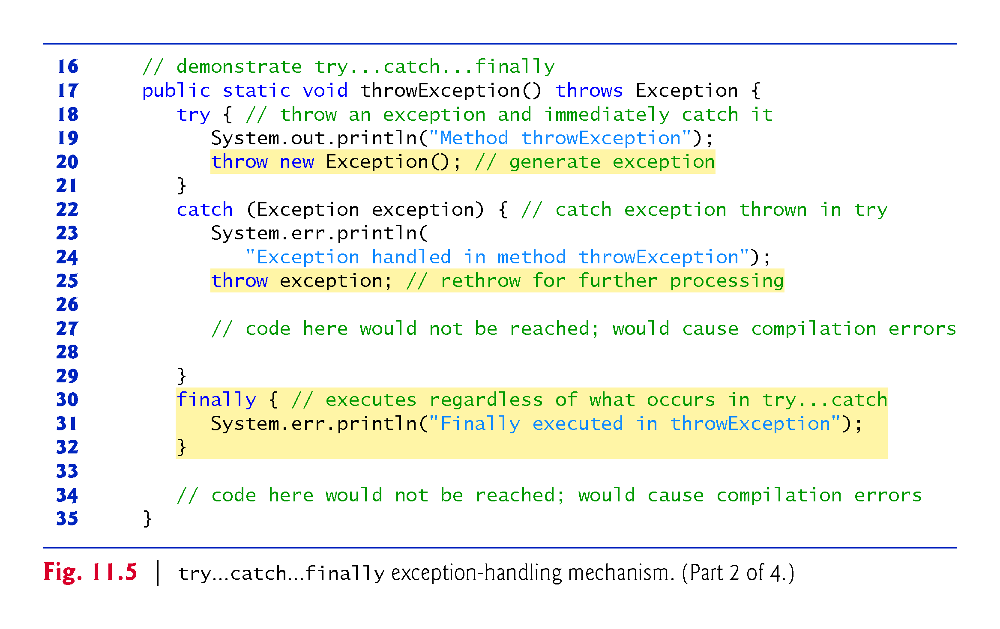 16 // demonstrate try...catch...finally
17 public static void throwException() throws Exception {
18 try { // throw an exception and immediately catch it
19 System.out.println("Method throwException");
20 throw new Exception(); // generate exception
21 }
22 catch (Exception exception) { // catch exception thrown in try
23 System.err.println(
24 "Exception handled in method throwException");
25 throw exception; // rethrow for further processing
26
27 // code here would not be reached; would cause compilation errors
28
29 }
30 finally { // executes regardless of what occurs in try...catch
31 System.err.println("Finally executed in throwException");
32 }
33
34 // code here would not be reached; would cause compilation errors
35 }
Fig. 11.5 | try…catch…finally exception-handling mechanism. (Part 2 of 4.)